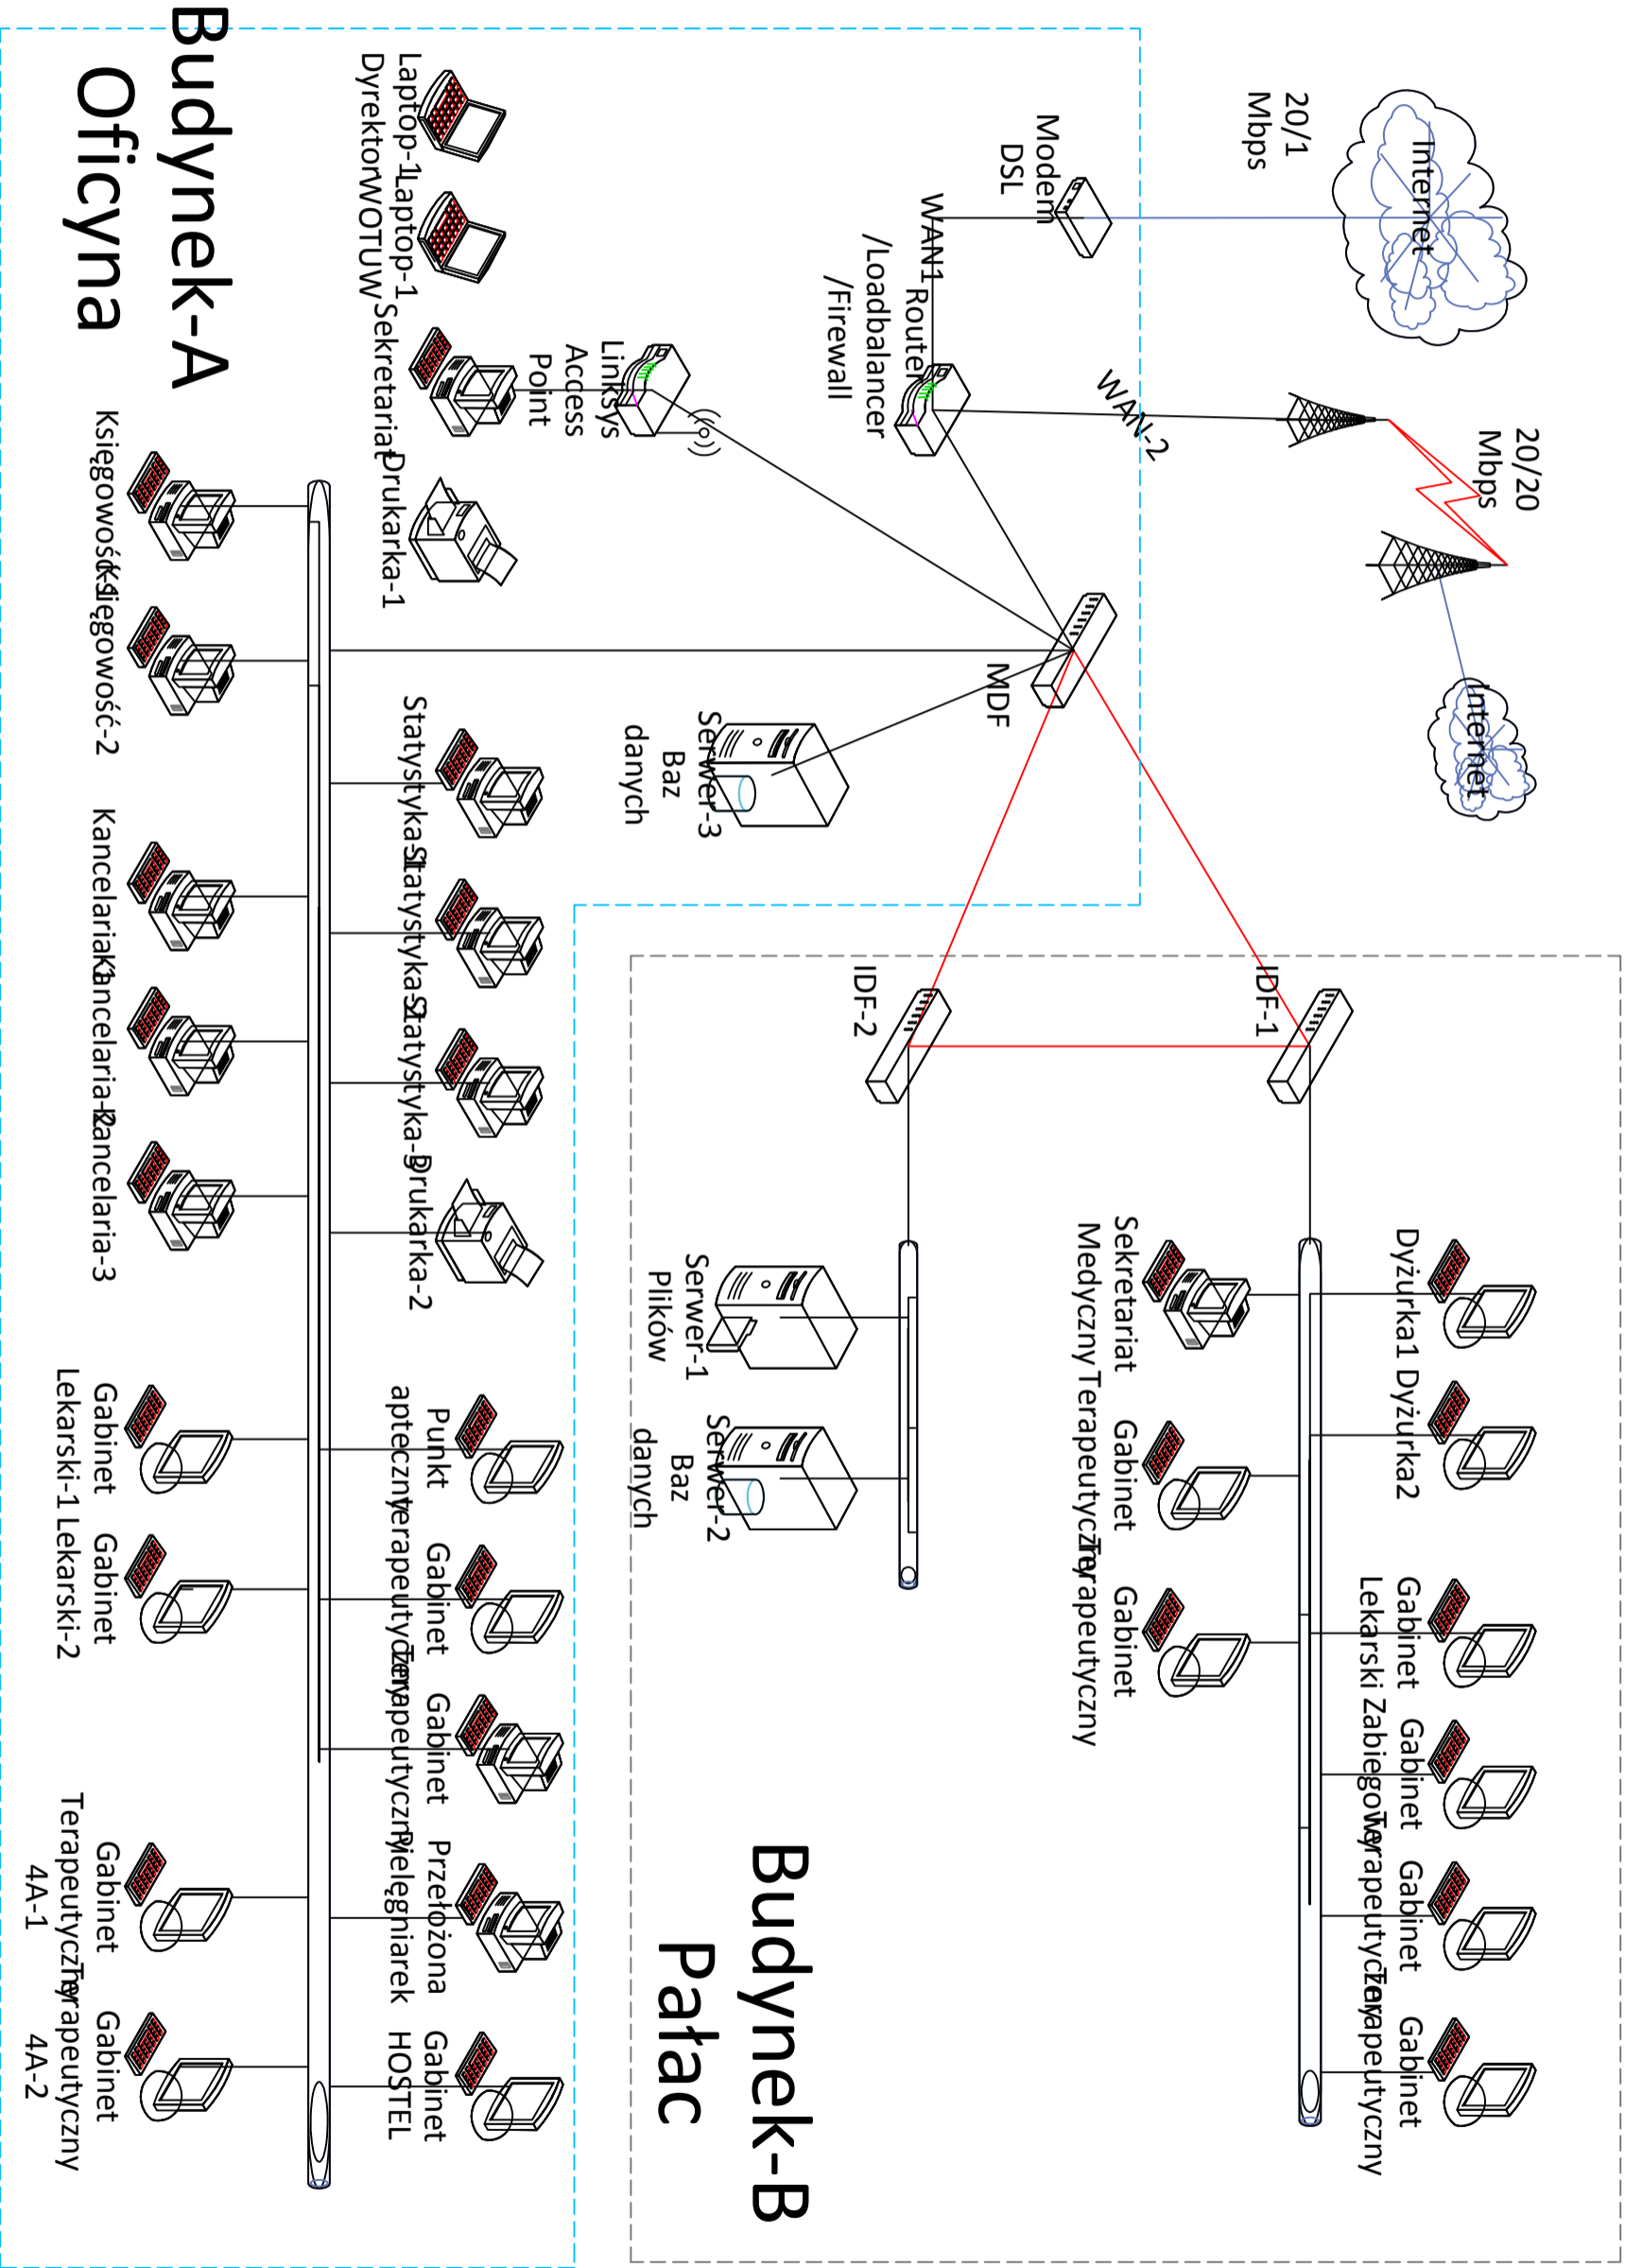 Internet
20/1
Mbps
20/20
Mbps
Internet
Modem
DSL
WAN1
WAN-2
Router
/Loadbalancer
/Firewall
MDF
Linksys
Access
Point
Serwer-3
Baz
danych
Laptop-1
Dyrektor
Laptop-1
WOTUW
Sekretariat
Drukarka-1
Budynek-A
Oficyna
Statystyka-1
Statystyka-2
Statystyka-3
Drukarka-2
Punkt
apteczny
Gabinet
Terapeutyczny
Gabinet
Terapeutyczny
Przełożona
Pielęgniarek
Gabinet
HOSTEL
Księgowość-1
Księgowość-2
Kancelaria-1
Kancelaria-2
Kancelaria-3
Gabinet
Lekarski-1
Gabinet
Lekarski-2
Gabinet
Terapeutyczny
4A-1
Gabinet
Terapeutyczny
4A-2
IDF-1
IDF-2
Dyżurka1
Dyżurka2
Gabinet
Lekarski
Gabinet
Zabiegowy
Gabinet
Terapeutyczny
Gabinet
Terapeutyczny
Sekretariat
Medyczny
Gabinet
Terapeutyczny
Gabinet
Terapeutyczny
Serwer-1
Plików
Serwer-2
Baz
danych
Budynek-B
Pałac